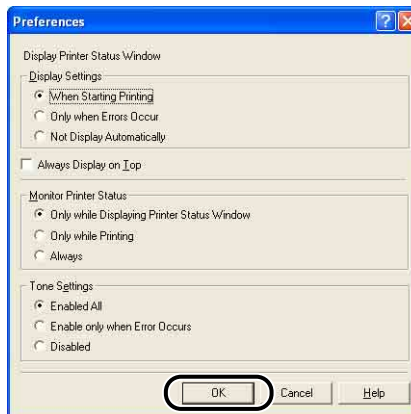 Preferences
Display Printer Status Window
Display Settings
When Starting Printing
Only when Errors Occur
Not Display Automatically
Always Display on Top
Monitor Printer Status
Only while Displaying Printer Status Window
Only while Printing
Always
Tone Settings
Enabled All
Enable only when Error Occurs
Disabled
OK Cancel Help